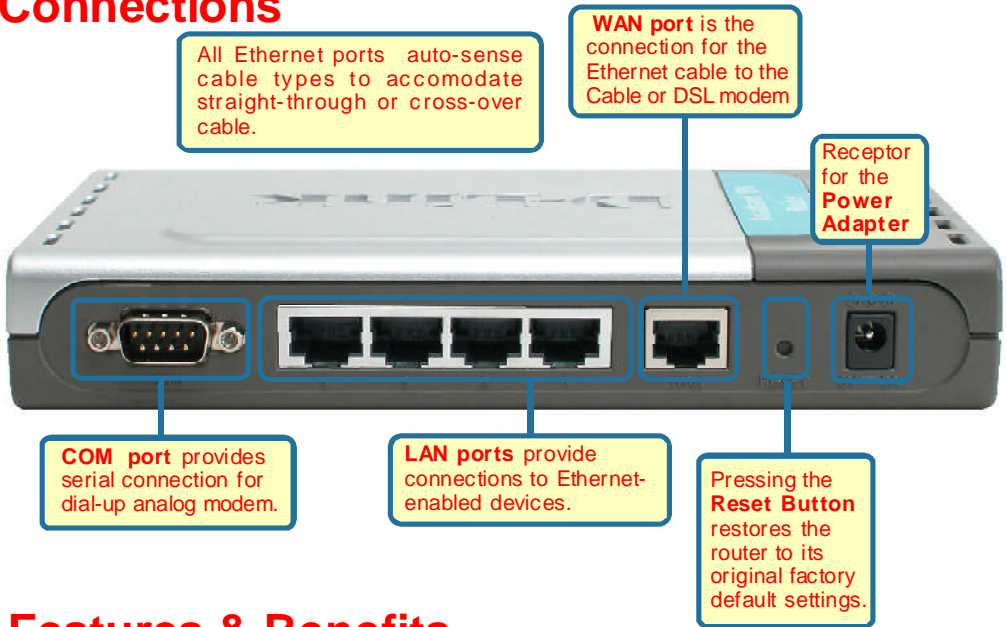 Connections
All Ethernet ports auto-sense
cable types to accomodate
straight-through or cross-over
cable.
WAN port is the
connection for the
Ethernet cable to the
Cable or DSL modem
Receptor
for the
Power
Adapter
D-Link
COM port provides
serial connection for
dial-up analog modem.
LAN ports provide
connections to Ethernet-
enabled devices.
Pressing the
Reset Button
restores the
router to its
original factory
default settings.
Features & Benefits